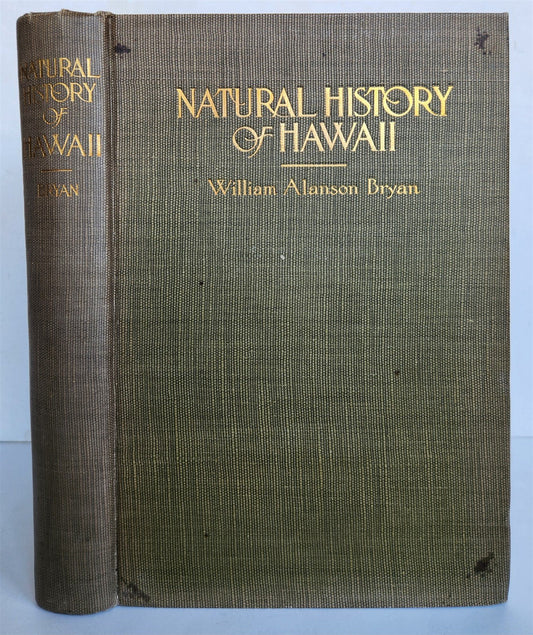 NATURAL
HISTORY
of
HAWAII
BRYAN
NATURAL HISTORY
of HAWAII
William Alanson Bryan